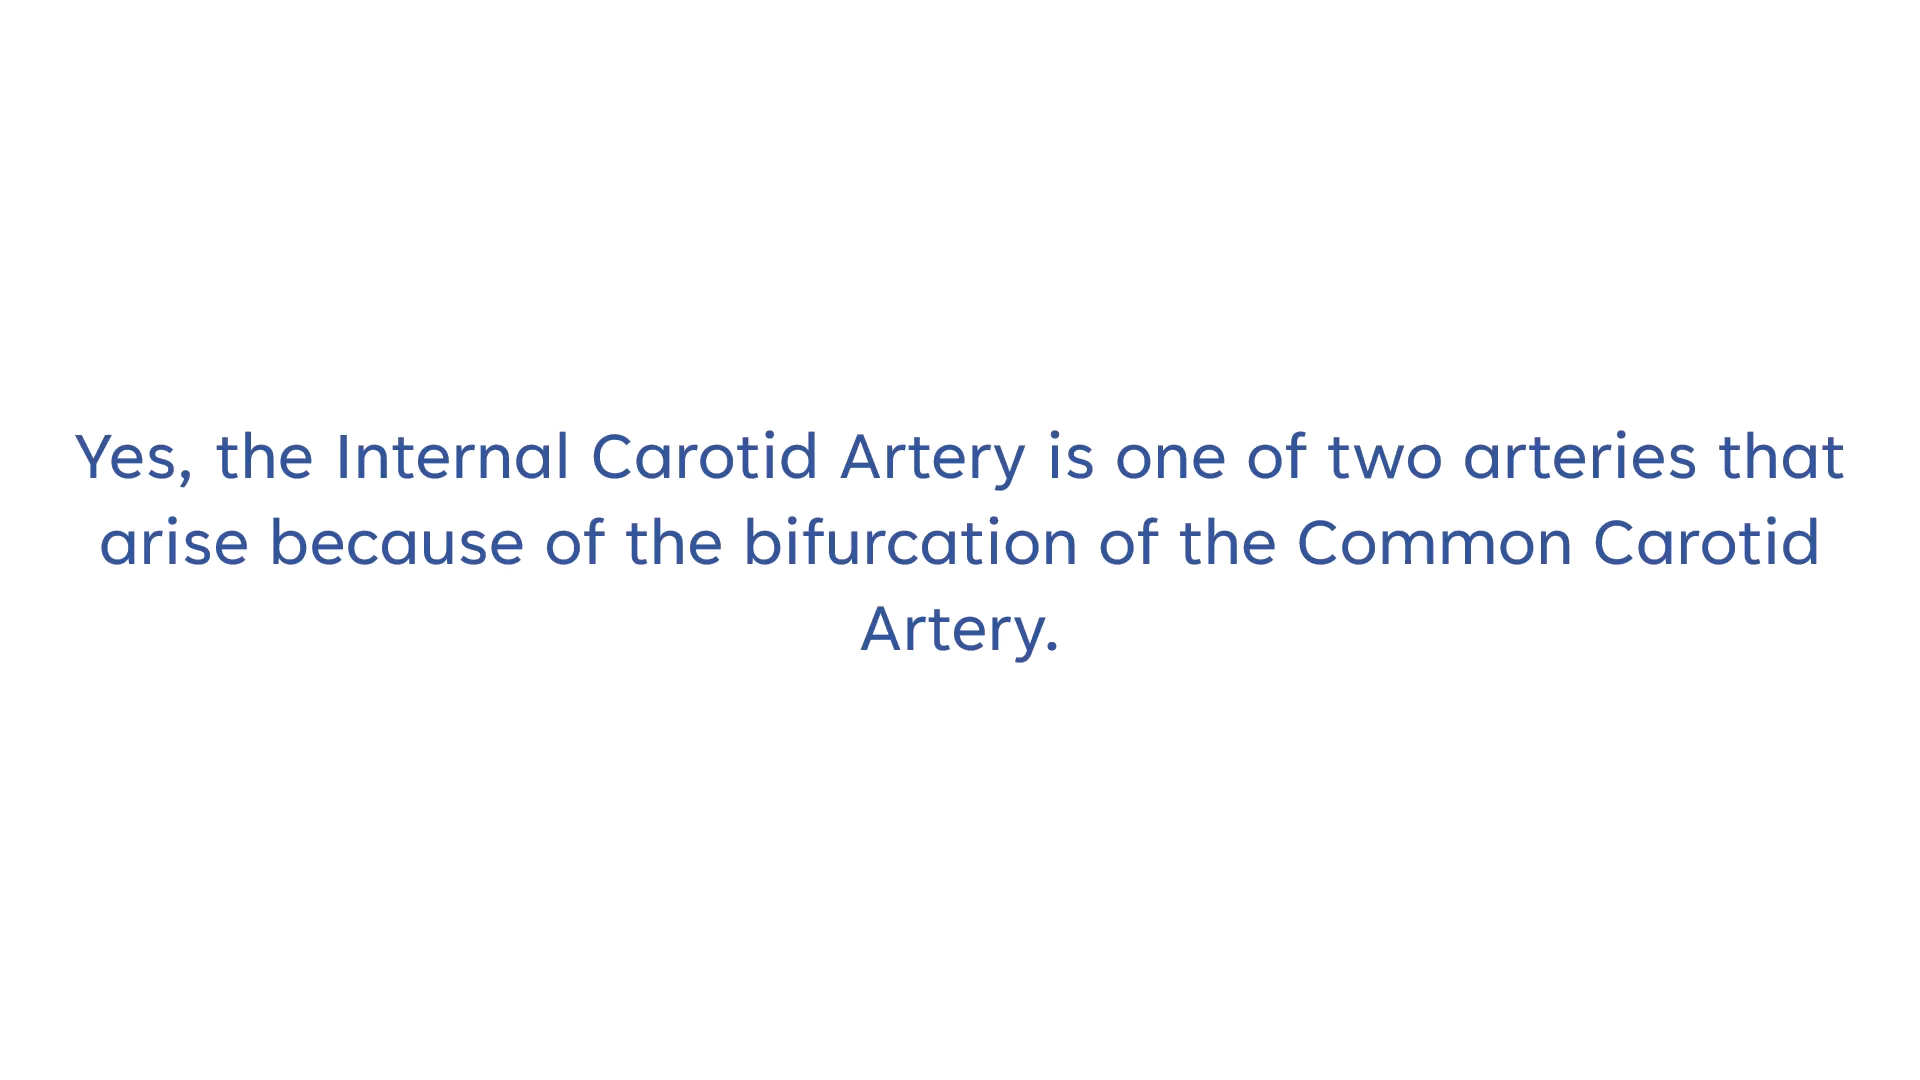 Yes, the Internal Carotid Artery is one of two arteries that
arise because of the bifurcation of the Common Carotid
Artery.